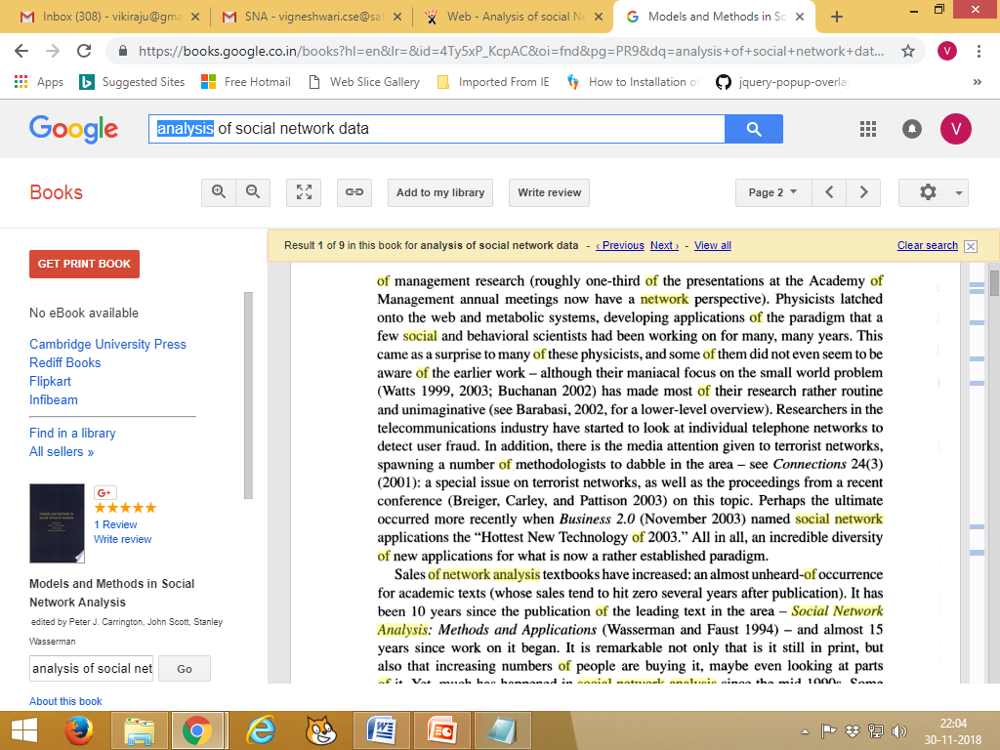 Inbox (308) - vikiraju@gma
SNA - vigneshwari.cse@sat
Web - Analysis of social Ne
Models and Methods in So
https://books.google.co.in/books?hl=en&lr=&id=4Ty5xP_KcpAC&oi=fnd&pg=PR9&dq=analysis+of+social+network+dat...
V
Apps
Suggested Sites
Free Hotmail
Web Slice Gallery
Imported From IE
How to Installation o
jquery-popup-overla
»
Google
analysis of social network data
V
Books
Add to my library
Write review
Page 2
GET PRINT BOOK
No eBook available
Cambridge University Press
Rediff Books
Flipkart
Infibeam
Find in a library
All sellers »
G+
1 Review
Write review
Models and Methods in Social
Network Analysis
edited by Peter J. Carrington, John Scott, Stanley
Wasserman
analysis of social net
Go
About this book
Result 1 of 9 in this book for analysis of social network data - ‹ Previous Next › - View all
Clear search
of management research (roughly one-third of the presentations at the Academy of
Management annual meetings now have a network perspective). Physicists latched
onto the web and metabolic systems, developing applications of the paradigm that a
few social and behavioral scientists had been working on for many, many years. This
came as a surprise to many of these physicists, and some of them did not even seem to be
aware of the earlier work – although their maniacal focus on the small world problem
(Watts 1999, 2003; Buchanan 2002) has made most of their research rather routine
and unimaginative (see Barabasi, 2002, for a lower-level overview). Researchers in the
telecommunications industry have started to look at individual telephone networks to
detect user fraud. In addition, there is the media attention given to terrorist networks,
spawning a number of methodologists to dabble in the area – see Connections 24(3)
(2001): a special issue on terrorist networks, as well as the proceedings from a recent
conference (Breiger, Carley, and Pattison 2003) on this topic. Perhaps the ultimate
occurred more recently when Business 2.0 (November 2003) named social network
applications the “Hottest New Technology of 2003.” All in all, an incredible diversity
of new applications for what is now a rather established paradigm.
Sales of network analysis textbooks have increased: an almost unheard-of occurrence
for academic texts (whose sales tend to hit zero several years after publication). It has
been 10 years since the publication of the leading text in the area – Social Network
Analysis: Methods and Applications (Wasserman and Faust 1994) – and almost 15
years since work on it began. It is remarkable not only that is it still in print, but
also that increasing numbers of people are buying it, maybe even looking at parts
of it. Yet, much has happened in social network analysis since the mid-1990s. Some
22:04
30-11-2018